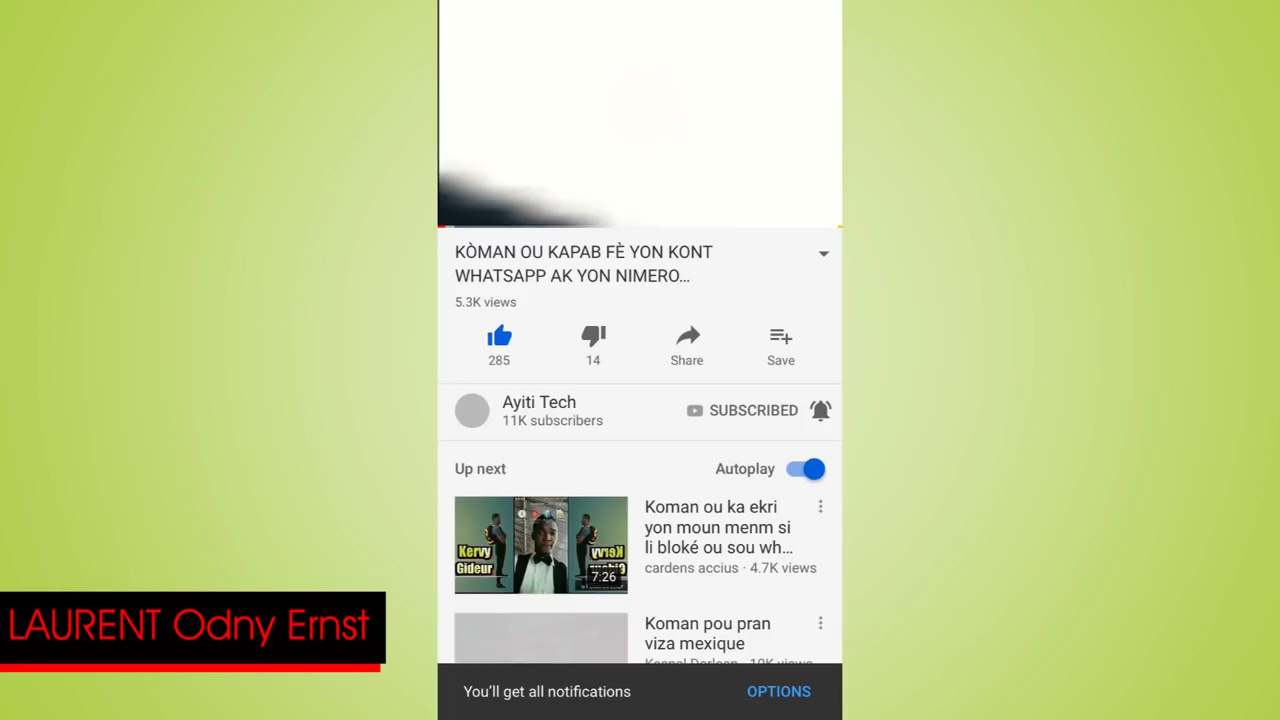 KÒMAN OU KAPAB FÈ YON KONT
WHATSAPP AK YON NIMERO...
5.3K views
285
14
Share
Save
Ayiti Tech
11K subscribers
SUBSCRIBED
Up next
Autoplay
Koman ou ka ekri
yon moun menm si
li bloké ou sou wh...
cardens accius · 4.7K views
Kervy
Gideur
7:26
Koman pou pran
viza mexique
LAURENT Odny Ernst
You'll get all notifications
OPTIONS